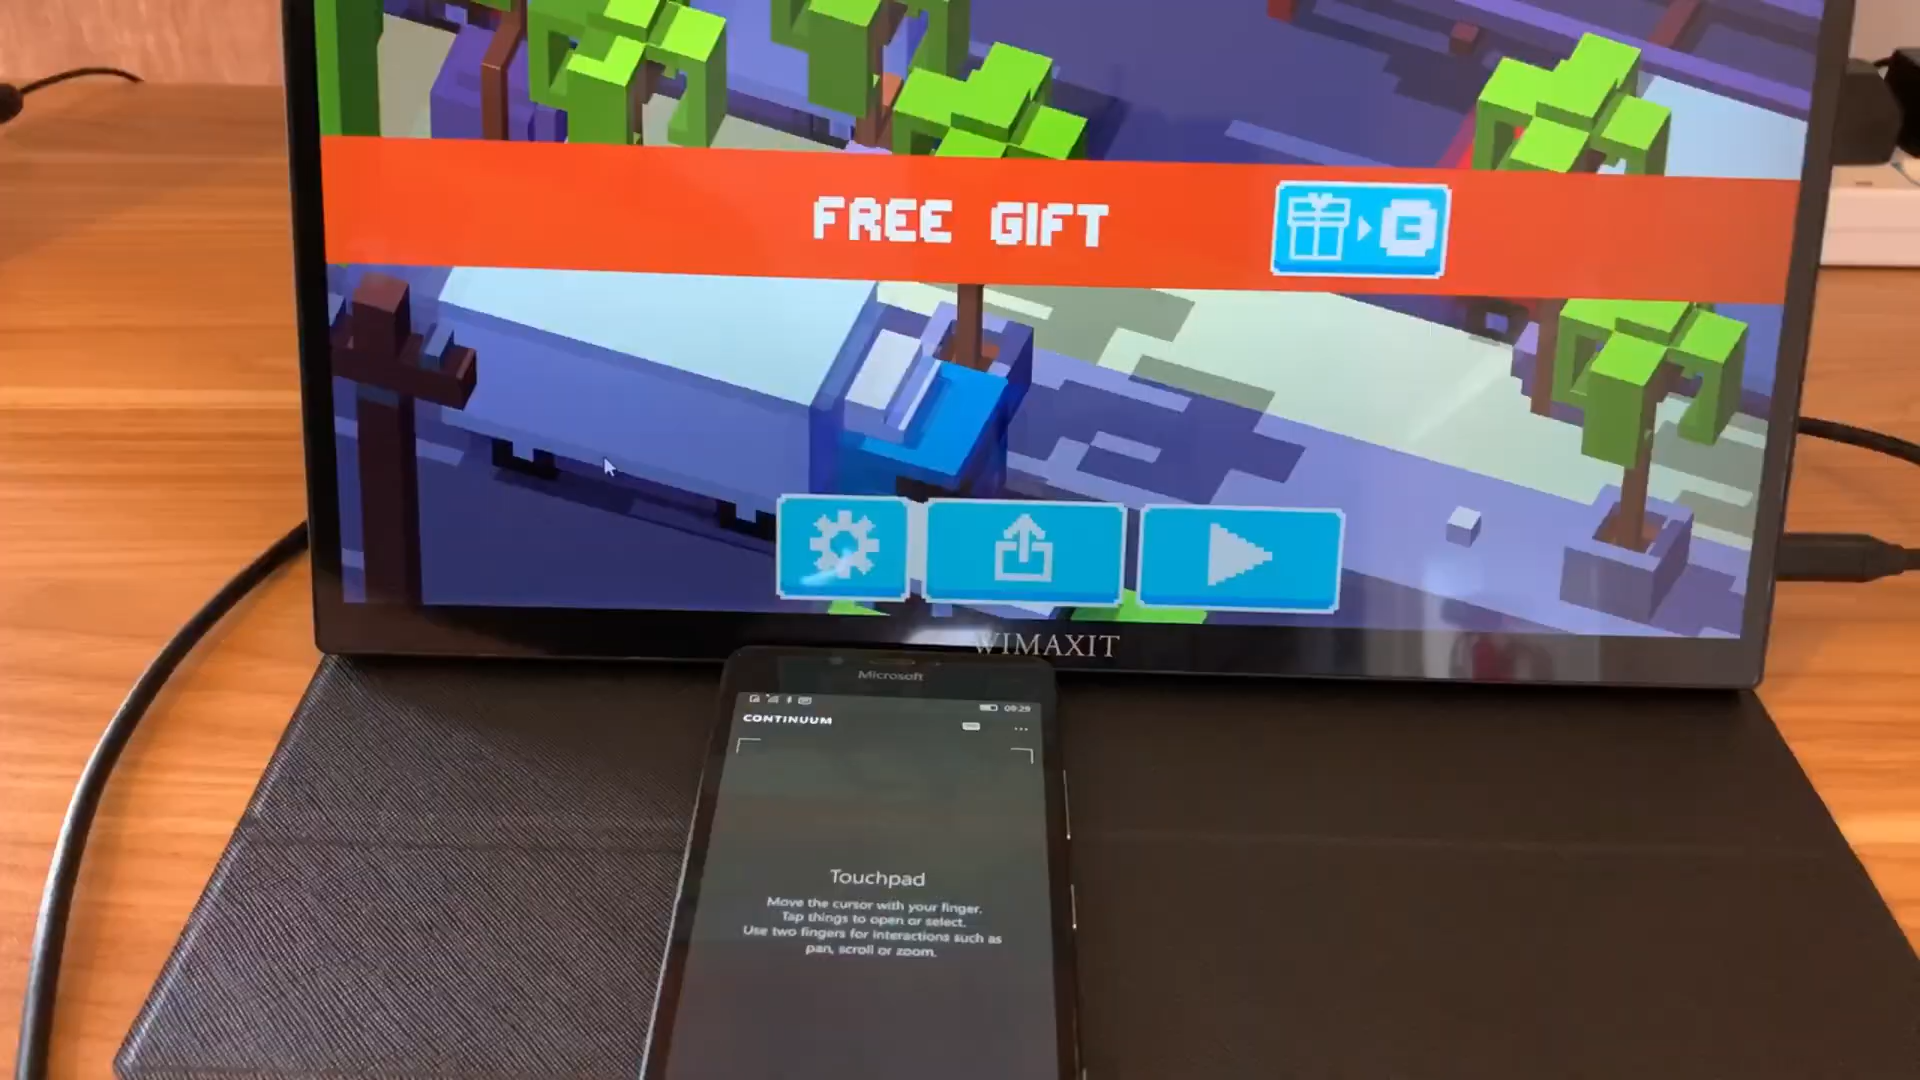 FREE GIFT
C
WIMAXIT
Microsoft
09:29
CONTINUUM
...
Touchpad
Move the cursor with your finger.
Tap things to open or select.
Use two fingers for interactions such as
pan, scroll or zoom.